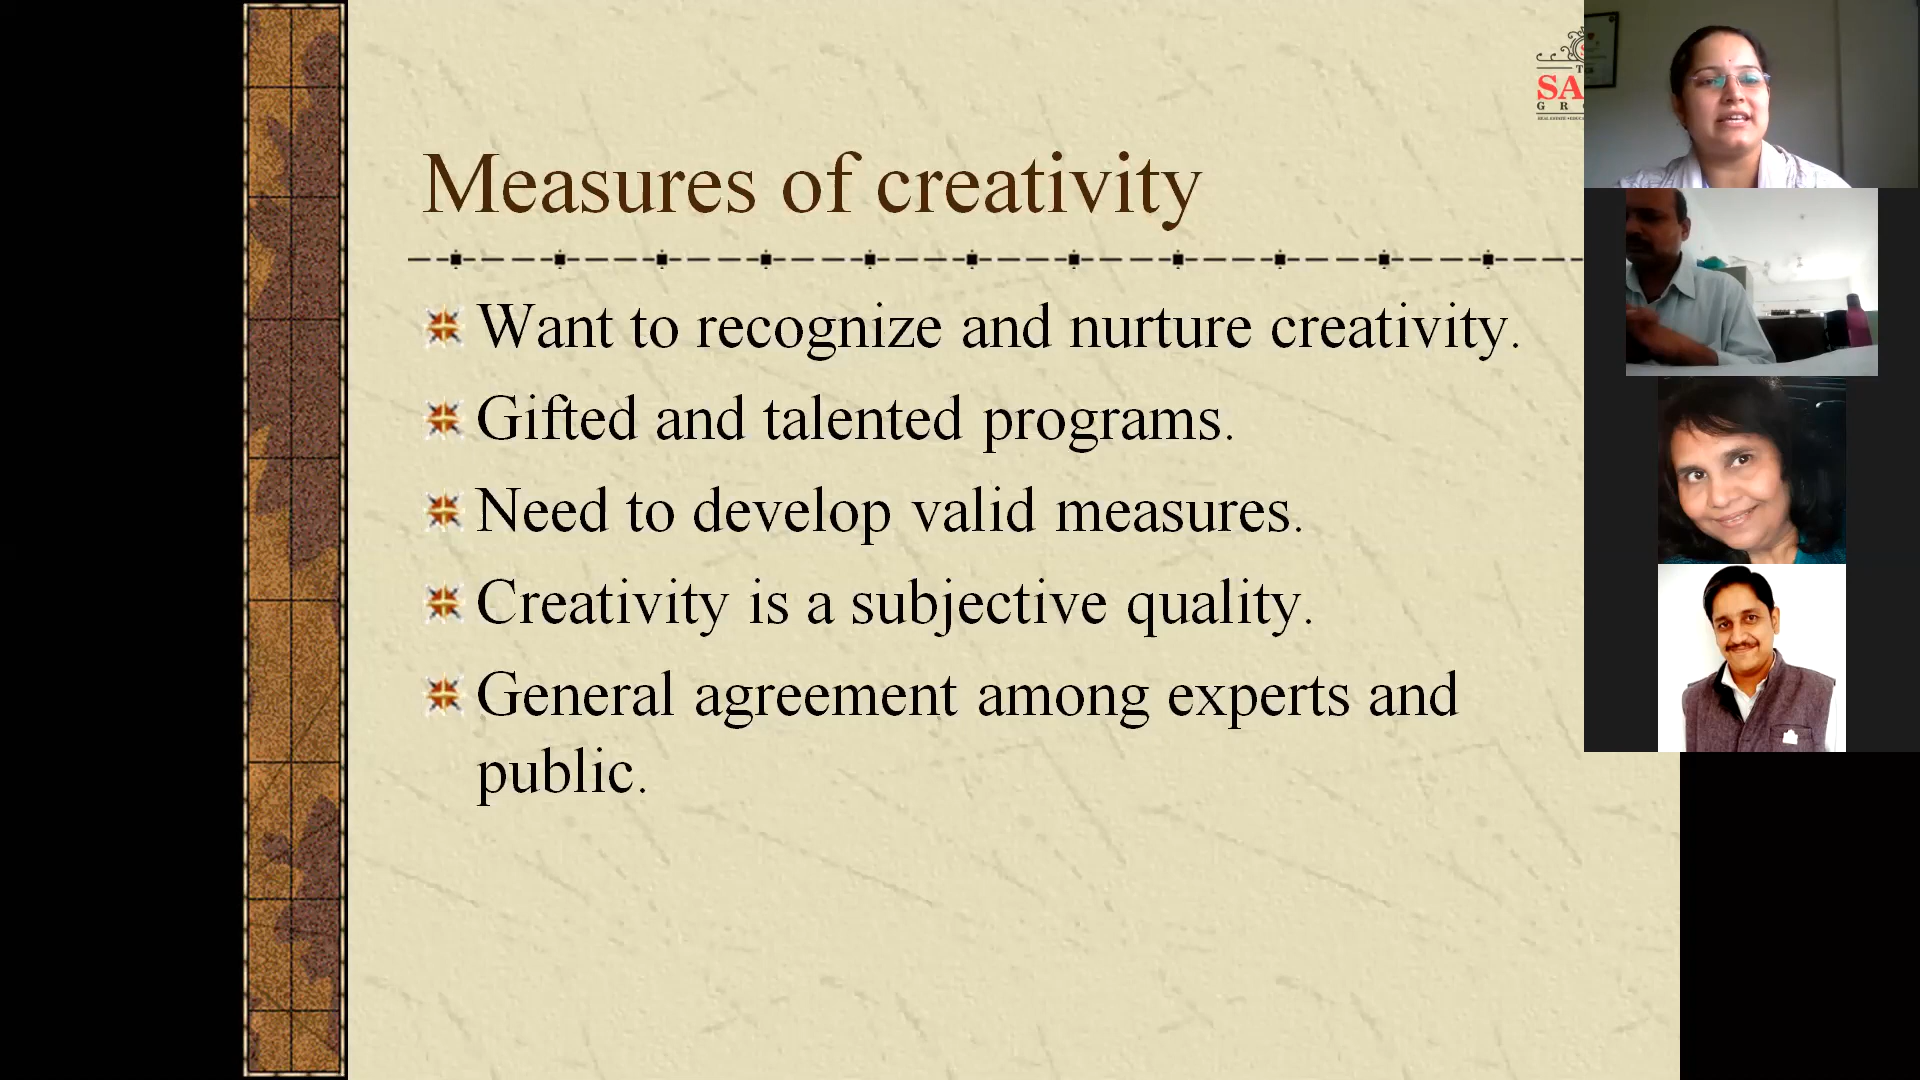 Measures of creativity
Want to recognize and nurture creativity.
Gifted and talented programs.
Need to develop valid measures.
Creativity is a subjective quality.
General agreement among experts and
public.